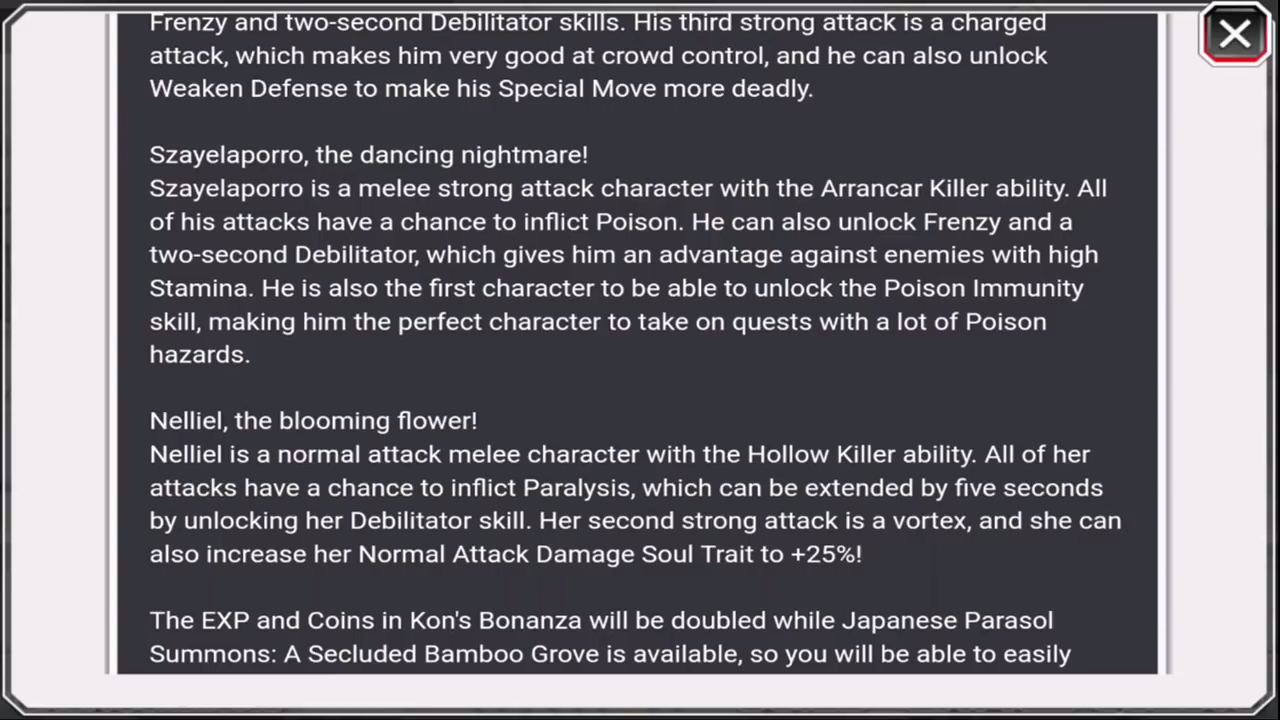 Frenzy and two-second Debilitator skills. His third strong attack is a charged
attack, which makes him very good at crowd control, and he can also unlock
Weaken Defense to make his Special Move more deadly.
Szayelaporro, the dancing nightmare!
Szayelaporro is a melee strong attack character with the Arrancar Killer ability. All
of his attacks have a chance to inflict Poison. He can also unlock Frenzy and a
two-second Debilitator, which gives him an advantage against enemies with high
Stamina. He is also the first character to be able to unlock the Poison Immunity
skill, making him the perfect character to take on quests with a lot of Poison
hazards.
Nelliel, the blooming flower!
Nelliel is a normal attack melee character with the Hollow Killer ability. All of her
attacks have a chance to inflict Paralysis, which can be extended by five seconds
by unlocking her Debilitator skill. Her second strong attack is a vortex, and she can
also increase her Normal Attack Damage Soul Trait to +25%!
The EXP and Coins in Kon's Bonanza will be doubled while Japanese Parasol
Summons: A Secluded Bamboo Grove is available, so you will be able to easily